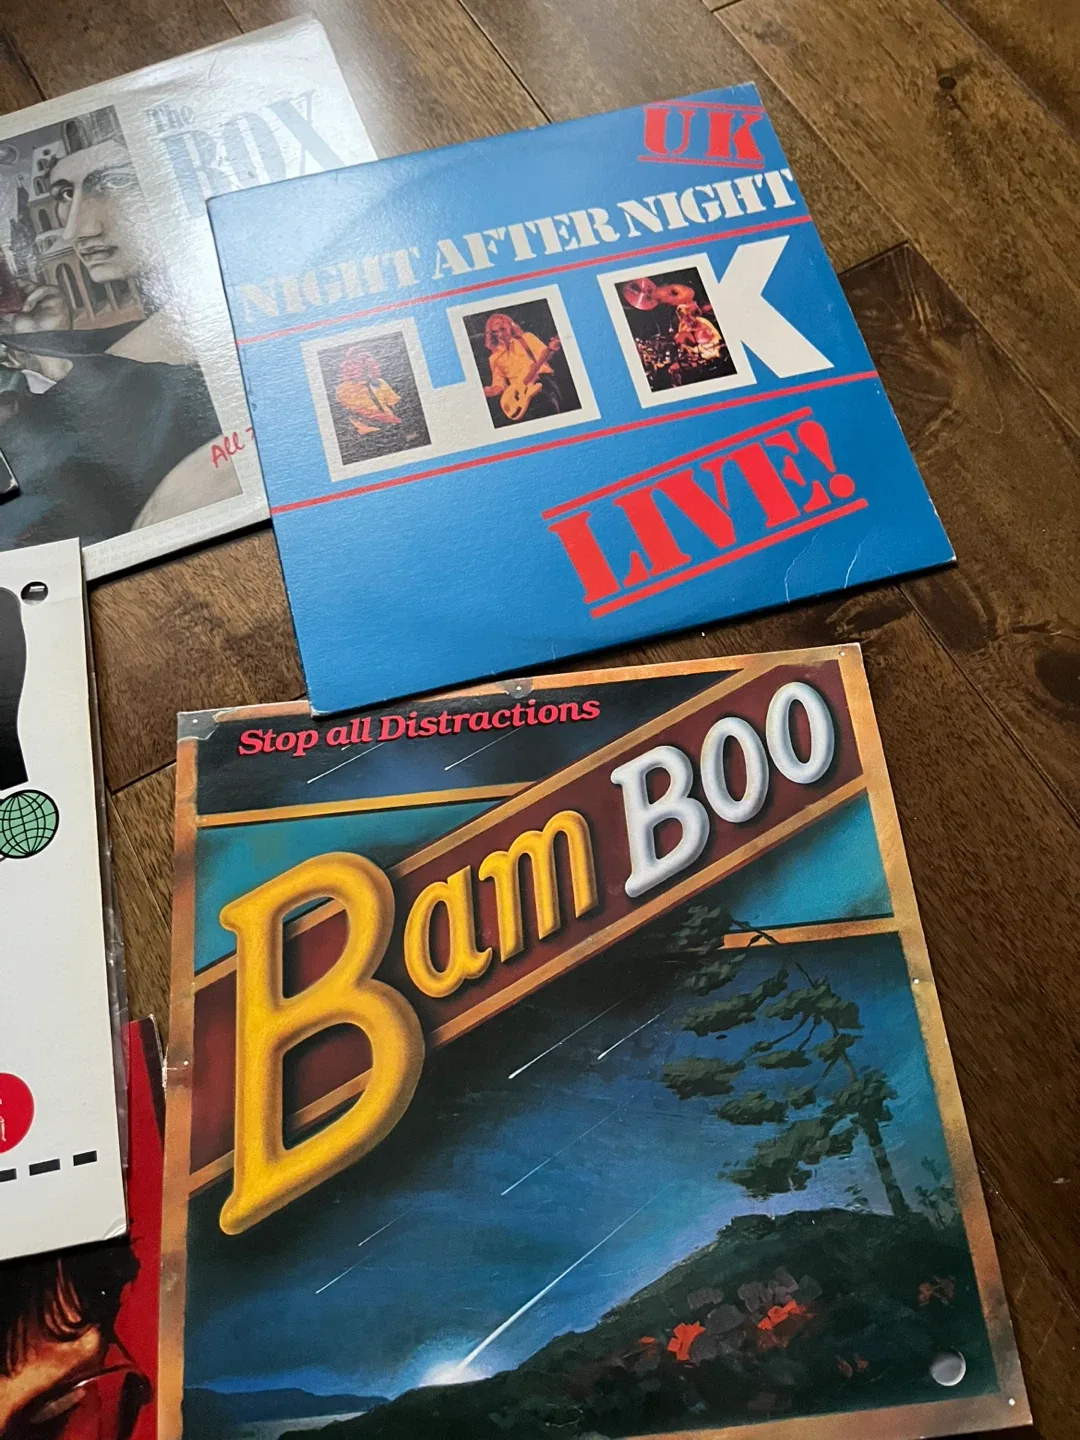 The
BOX
All
UK
NIGHT AFTER NIGHT
UK
LIVE!
Stop all Distractions
Bam Boo